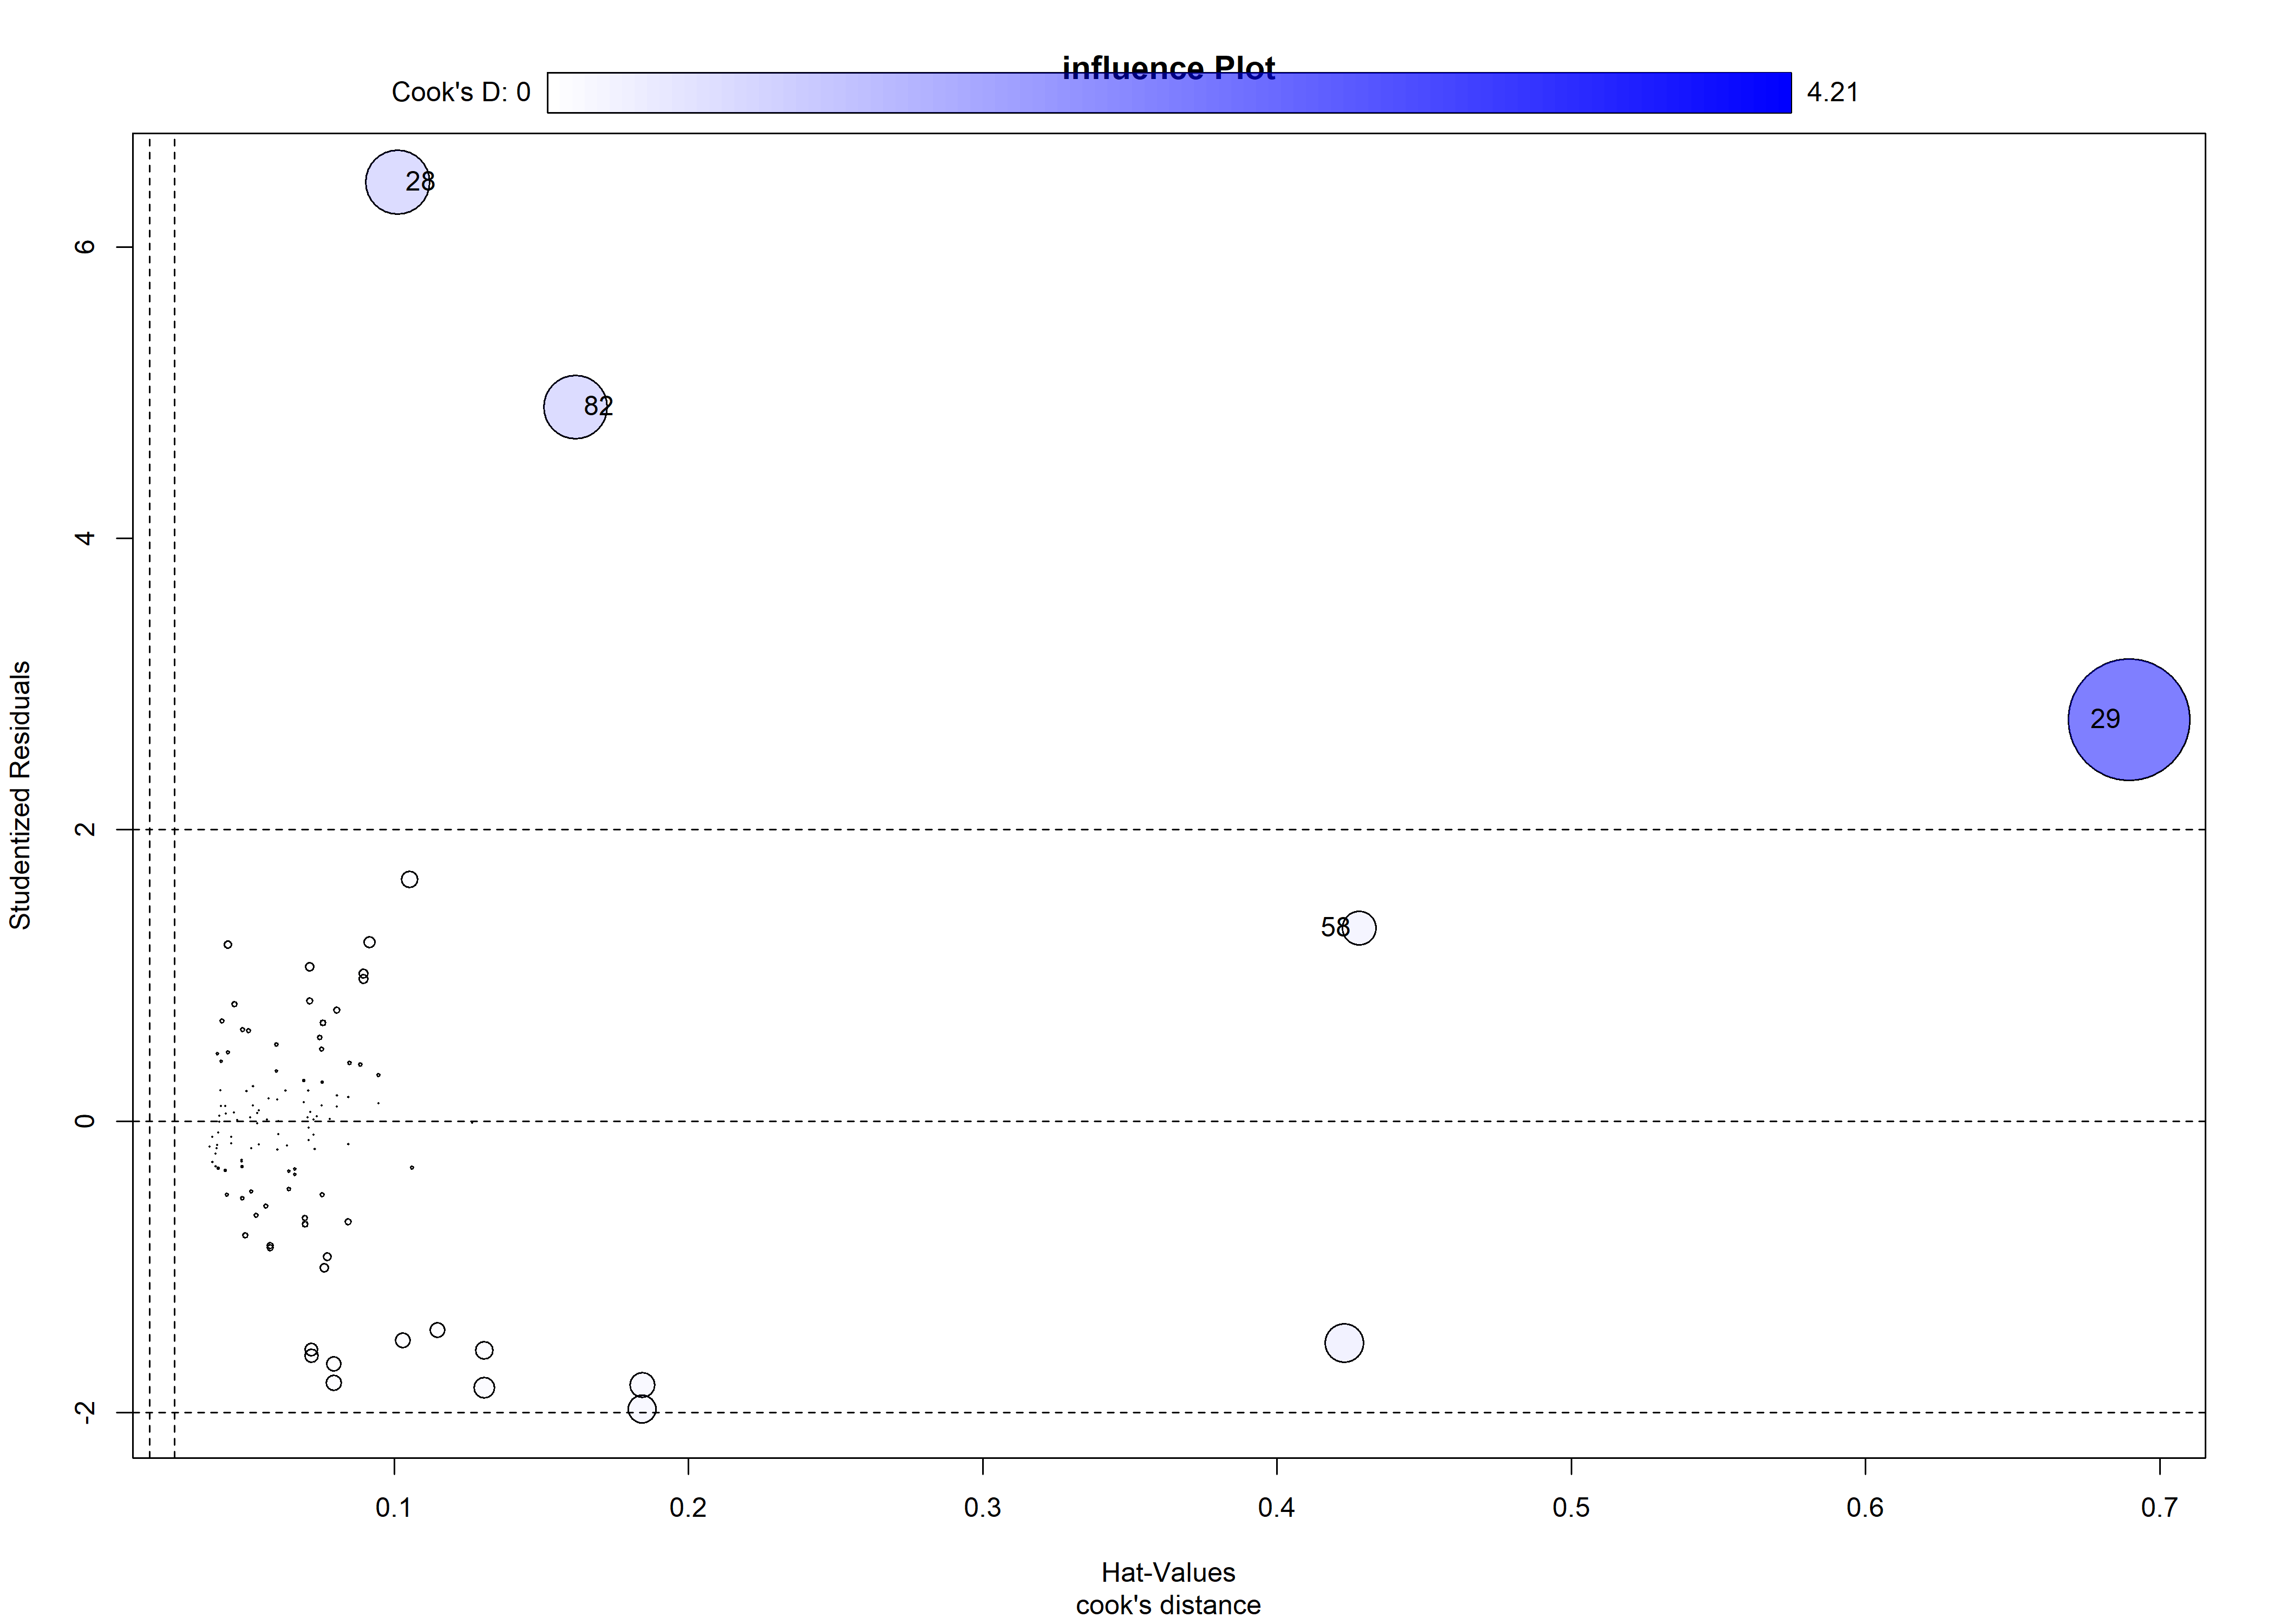 influence Plot
Cook's D: 0
4.21
28
82
29
58
Studentized Residuals
6
4
2
0
-2
0.1 0.2 0.3 0.4 0.5 0.6 0.7
Hat-Values
cook's distance